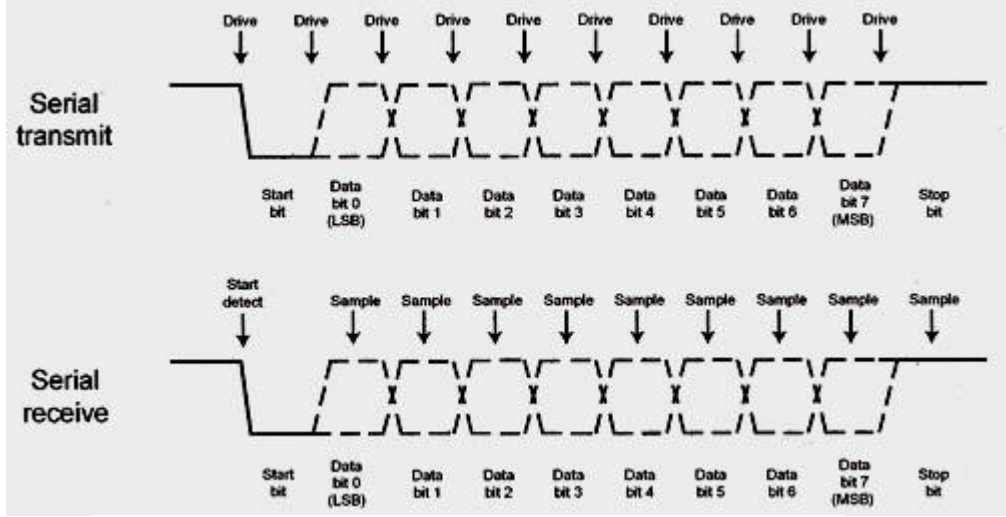 Drive Drive Drive Drive Drive Drive Drive Drive Drive Drive
Serial
transmit
Start
bit
Data
bit 0
(LSB)
Data
bit 1
Data
bit 2
Data
bit 3
Data
bit 4
Data
bit 5
Data
bit 6
Data
bit 7
(MSB)
Stop
bit
Start
detect
Sample Sample Sample Sample Sample Sample Sample Sample Sample
Serial
receive
Start
bit
Data
bit 0
(LSB)
Data
bit 1
Data
bit 2
Data
bit 3
Data
bit 4
Data
bit 5
Data
bit 6
Data
bit 7
(MSB)
Stop
bit